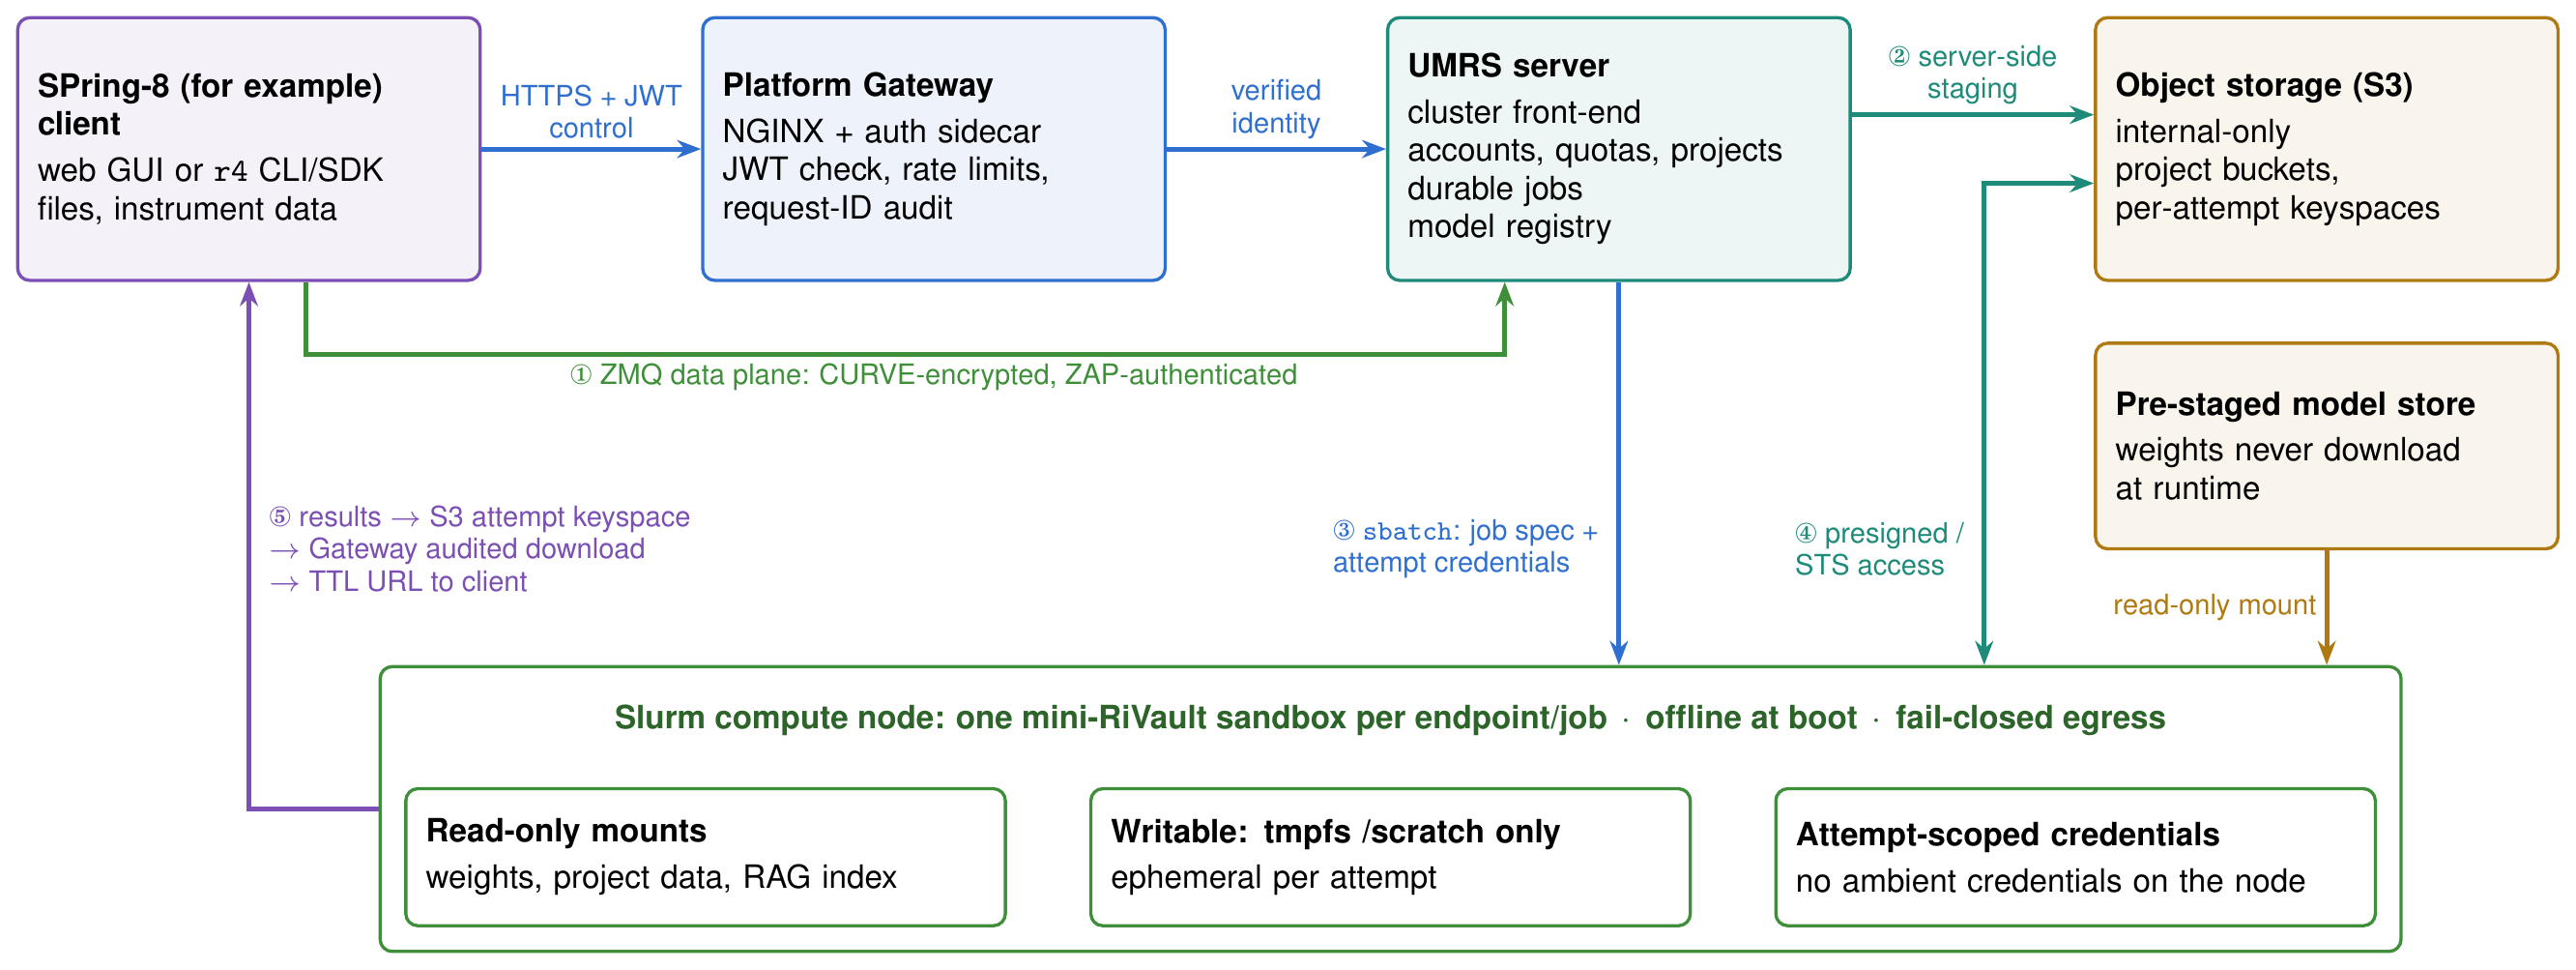 SPring-8 (for example)
client
web GUI or r4 CLI/SDK
files, instrument data
HTTPS + JWT
control
Platform Gateway
NGINX + auth sidecar
JWT check, rate limits,
request-ID audit
verified
identity
UMRS server
cluster front-end
accounts, quotas, projects
durable jobs
model registry
② server-side
staging
Object storage (S3)
internal-only
project buckets,
per-attempt keyspaces
① ZMQ data plane: CURVE-encrypted, ZAP-authenticated
Pre-staged model store
weights never download
at runtime
⑤ results → S3 attempt keyspace
→ Gateway audited download
→ TTL URL to client
③ sbatch: job spec +
attempt credentials
④ presigned /
STS access
read-only mount
Slurm compute node: one mini-RiVault sandbox per endpoint/job · offline at boot · fail-closed egress
Read-only mounts
weights, project data, RAG index
Writable: tmpfs /scratch only
ephemeral per attempt
Attempt-scoped credentials
no ambient credentials on the node